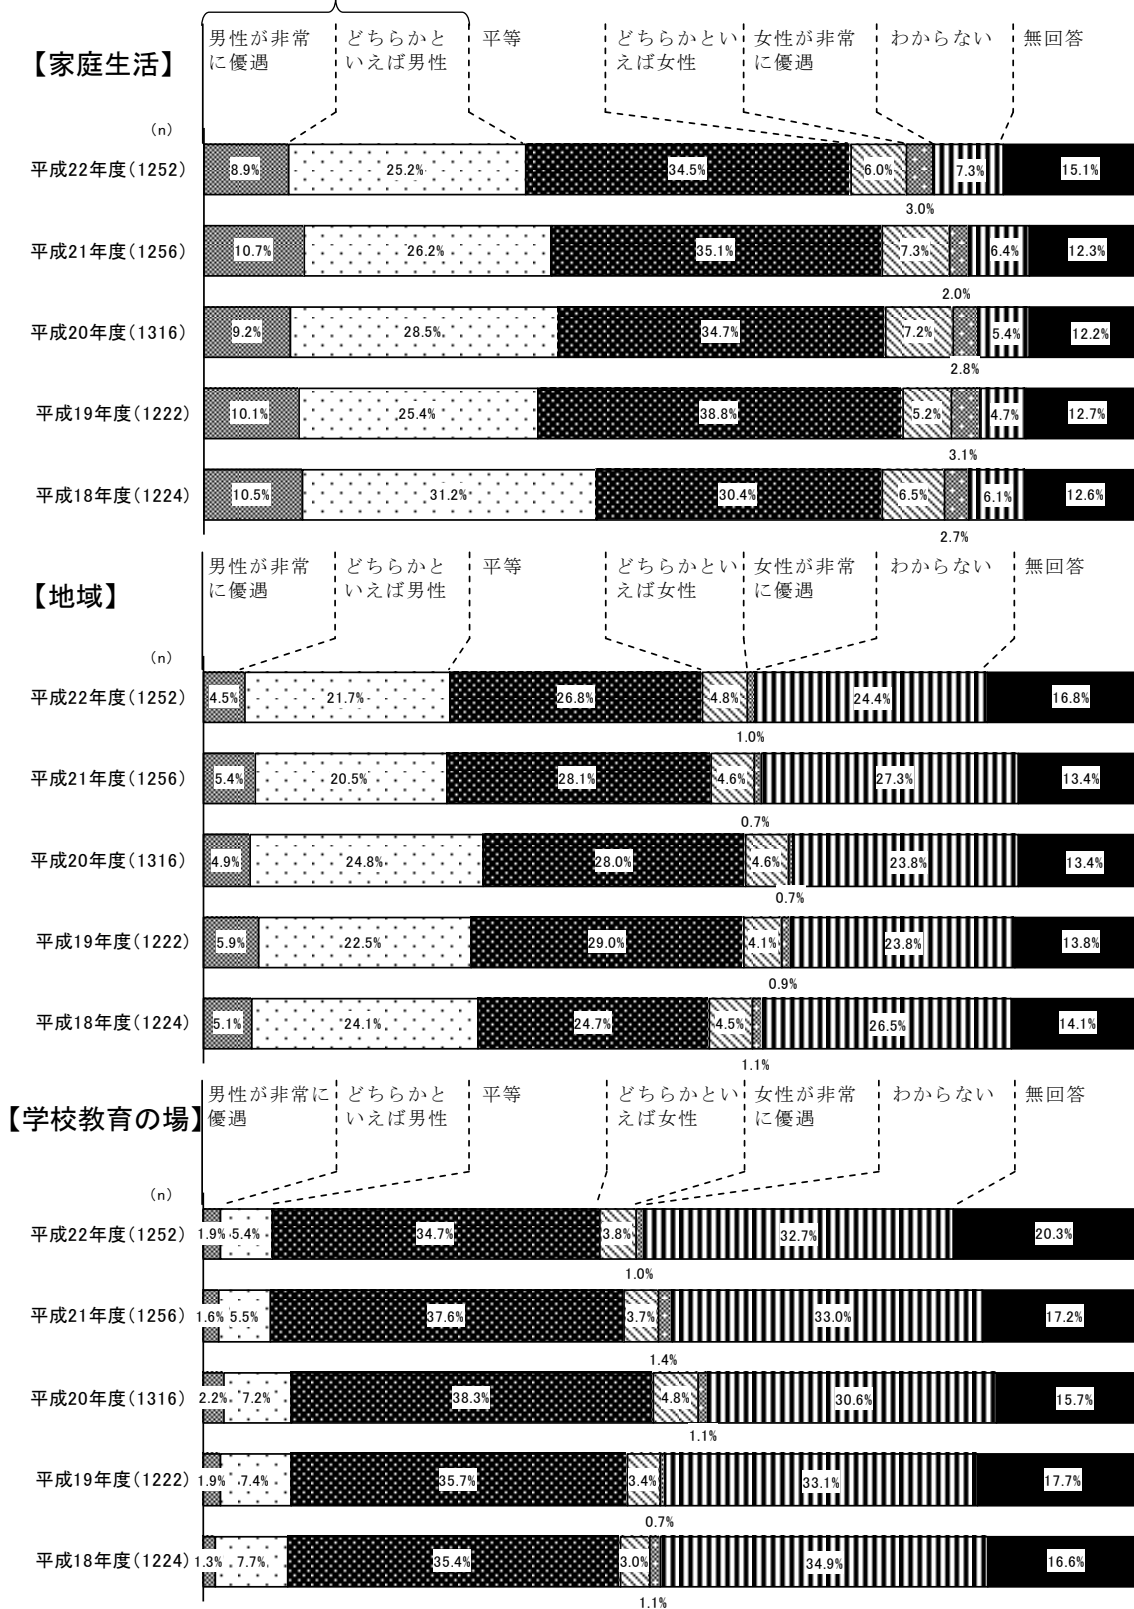 男性が非常
に優遇
どちらかと
いえば男性
平等
どちらかとい
えば女性
女性が非常
に優遇
わからない
無回答
【家庭生活】
(n)
平成22年度(1252) 8.9% 25.2% 34.5% 6.0% 7.3% 15.1%
3.0%
平成21年度(1256) 10.7% 26.2% 35.1% 7.3% 6.4% 12.3%
2.0%
平成20年度(1316) 9.2% 28.5% 34.7% 7.2% 5.4% 12.2%
2.8%
平成19年度(1222) 10.1% 25.4% 38.8% 5.2% 4.7% 12.7%
3.1%
平成18年度(1224) 10.5% 31.2% 30.4% 6.5% 6.1% 12.6%
2.7%
男性が非常
に優遇
どちらかと
いえば男性
平等
どちらかとい
えば女性
女性が非常
に優遇
わからない
無回答
【地域】
(n)
平成22年度(1252) 4.5% 21.7% 26.8% 4.8% 24.4% 16.8%
1.0%
平成21年度(1256) 5.4% 20.5% 28.1% 4.6% 27.3% 13.4%
0.7%
平成20年度(1316) 4.9% 24.8% 28.0% 4.6% 23.8% 13.4%
0.7%
平成19年度(1222) 5.9% 22.5% 29.0% 4.1% 23.8% 13.8%
0.9%
平成18年度(1224) 5.1% 24.1% 24.7% 4.5% 26.5% 14.1%
1.1%
男性が非常に
優遇
どちらかと
いえば男性
平等
どちらかとい
えば女性
女性が非常
に優遇
わからない
無回答
【学校教育の場】
(n)
平成22年度(1252) 1.9% 5.4% 34.7% 3.8% 32.7% 20.3%
1.0%
平成21年度(1256) 1.6% 5.5% 37.6% 3.7% 33.0% 17.2%
1.4%
平成20年度(1316) 2.2% 7.2% 38.3% 4.8% 30.6% 15.7%
1.1%
平成19年度(1222) 1.9% 7.4% 35.7% 3.4% 33.1% 17.7%
0.7%
平成18年度(1224) 1.3% 7.7% 35.4% 3.0% 34.9% 16.6%
1.1%